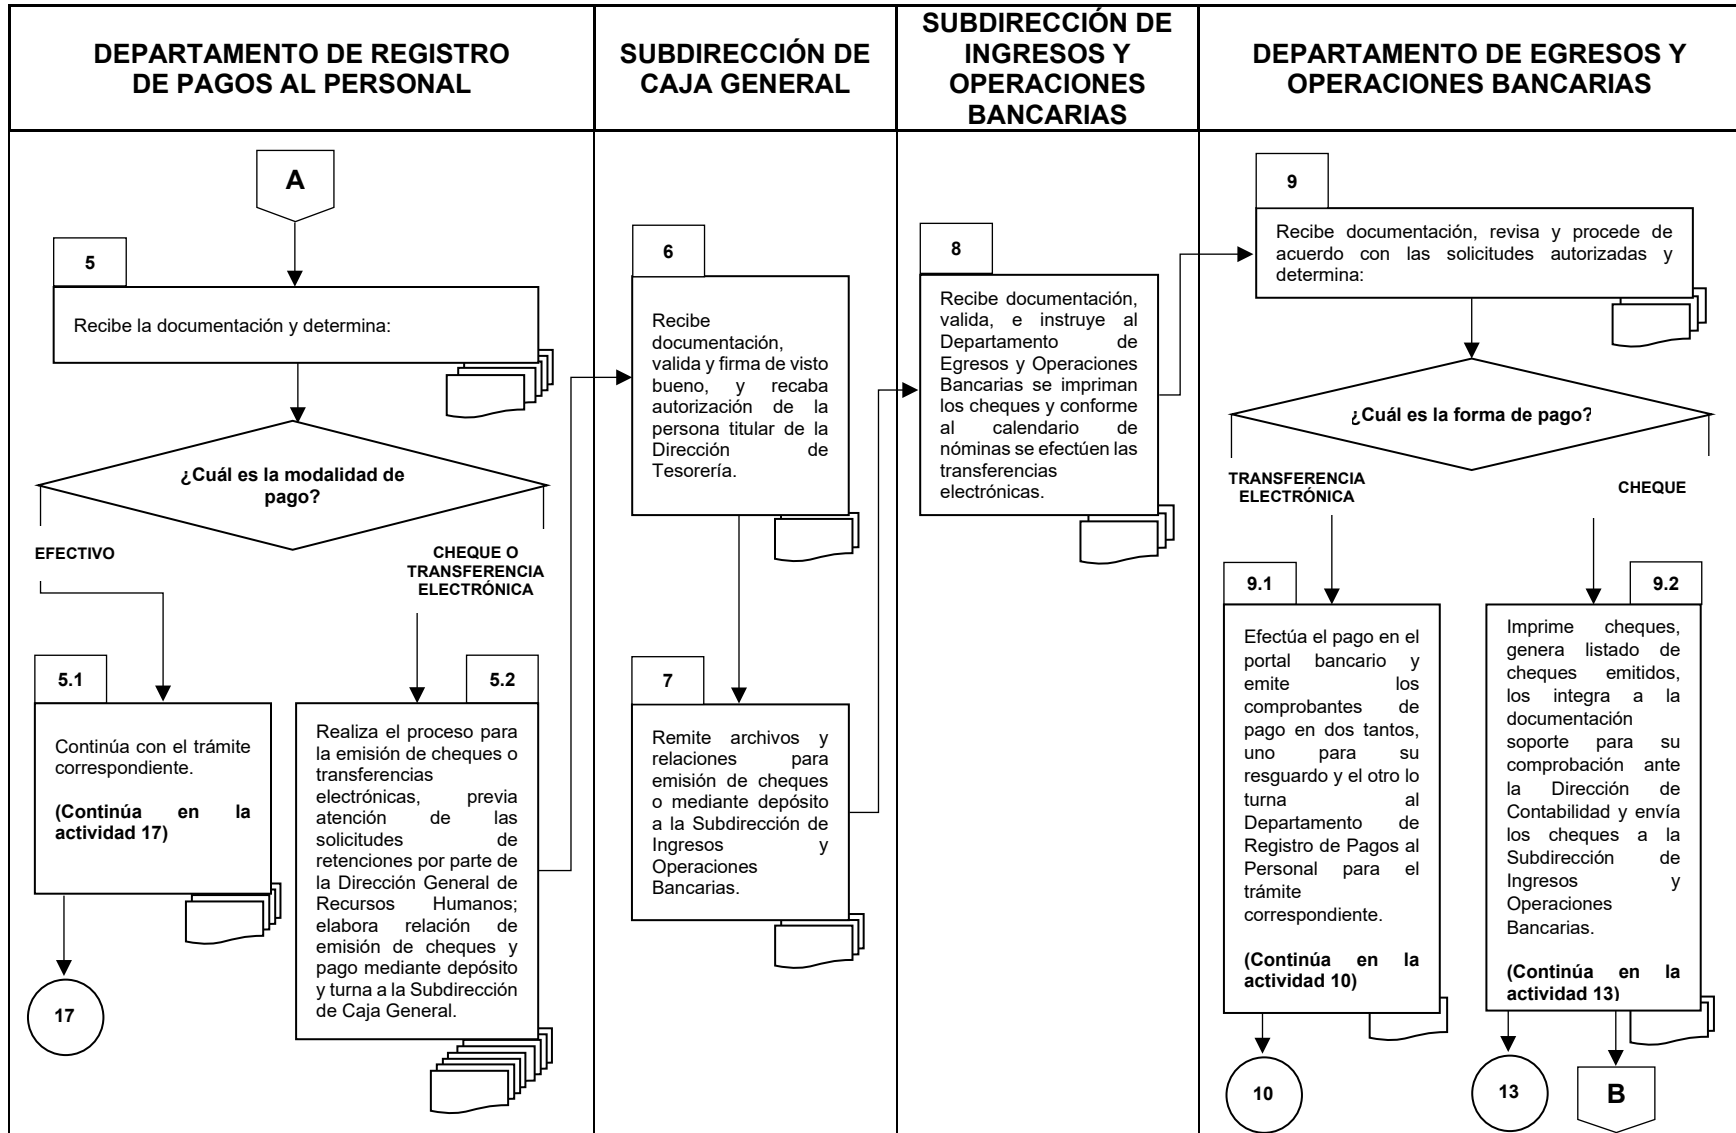 DEPARTAMENTO DE REGISTRO
DE PAGOS AL PERSONAL
SUBDIRECCIÓN DE
CAJA GENERAL
SUBDIRECCIÓN DE
INGRESOS Y
OPERACIONES
BANCARIAS
DEPARTAMENTO DE EGRESOS Y
OPERACIONES BANCARIAS
A
5
Recibe la documentación y determina:
¿Cuál es la modalidad de
pago?
EFECTIVO
CHEQUE O
TRANSFERENCIA
ELECTRÓNICA
5.1
Continúa con el trámite
correspondiente.
(Continúa en la
actividad 17)
17
5.2
Realiza el proceso para
la emisión de cheques o
transferencias
electrónicas, previa
atención de las
solicitudes de
retenciones por parte de
la Dirección General de
Recursos Humanos;
elabora relación de
emisión de cheques y
pago mediante depósito
y turna a la Subdirección
de Caja General.
6
Recibe
documentación,
valida y firma de visto
bueno, y recaba
autorización de la
persona titular de la
Dirección de
Tesorería.
7
Remite archivos y
relaciones para
emisión de cheques
o mediante depósito
a la Subdirección de
Ingresos y
Operaciones
Bancarias.
8
Recibe documentación,
valida, e instruye al
Departamento de
Egresos y Operaciones
Bancarias se impriman
los cheques y conforme
al calendario de
nóminas se efectúen las
transferencias
electrónicas.
9
Recibe documentación, revisa y procede de
acuerdo con las solicitudes autorizadas y
determina:
¿Cuál es la forma de pago?
TRANSFERENCIA
ELECTRÓNICA
CHEQUE
9.1
Efectúa el pago en el
portal bancario y
emite los
comprobantes de
pago en dos tantos,
uno para su
resguardo y el otro lo
turna al
Departamento de
Registro de Pagos al
Personal para el
trámite
correspondiente.
(Continúa en la
actividad 10)
10
9.2
Imprime cheques,
genera listado de
cheques emitidos,
los integra a la
documentación
soporte para su
comprobación ante
la Dirección de
Contabilidad y envía
los cheques a la
Subdirección de
Ingresos y
Operaciones
Bancarias.
(Continúa en la
actividad 13)
13
B